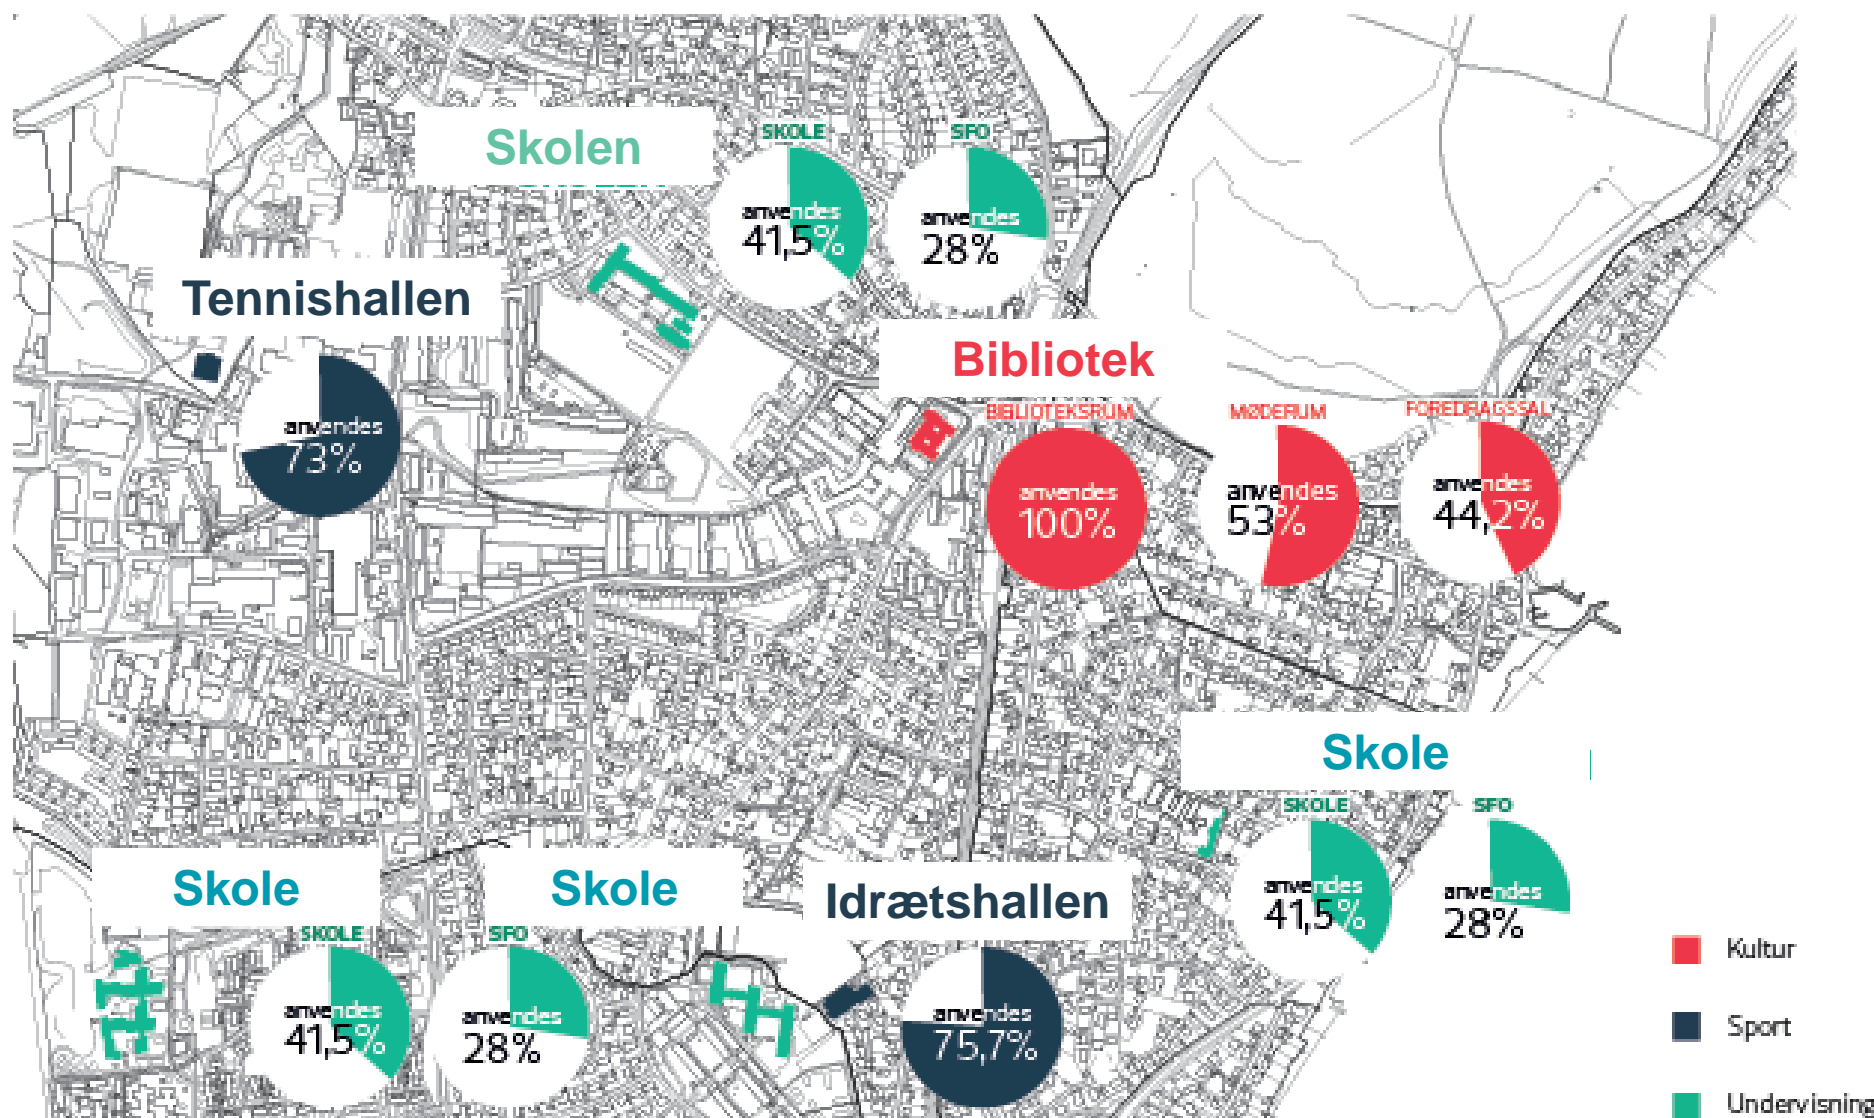 Skolen
SKOLE
SFO
anvendes
41,5%
anvendes
28%
Tennishallen
anvendes
73%
Bibliotek
BIBLIOTEKSRUM
MØDERUM
FOREDRAGSSAL
anvendes
100%
anvendes
53%
anvendes
44,2%
Skole
SKOLE
SFO
anvendes
41,5%
anvendes
28%
Skole
SKOLE
SFO
anvendes
41,5%
anvendes
28%
Skole
Idrætshallen
anvendes
75,7%
Kultur
Sport
Undervisning